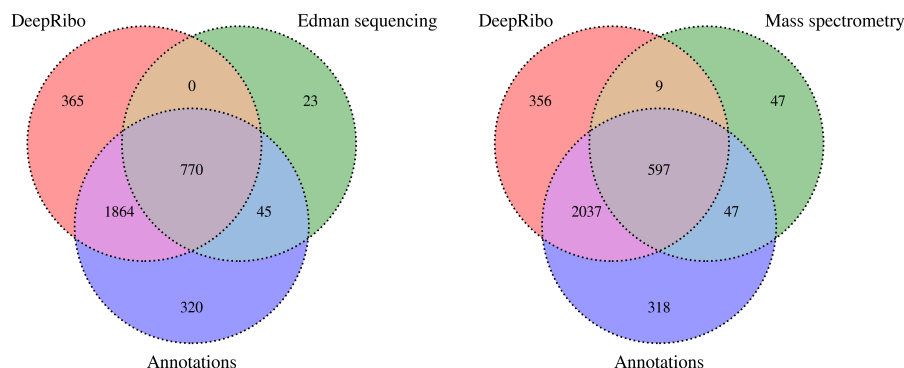 DeepRibo Edman sequencing
365 0 23
770
1864 45
320
Annotations
DeepRibo Mass spectrometry
356 9 47
597
2037 47
318
Annotations